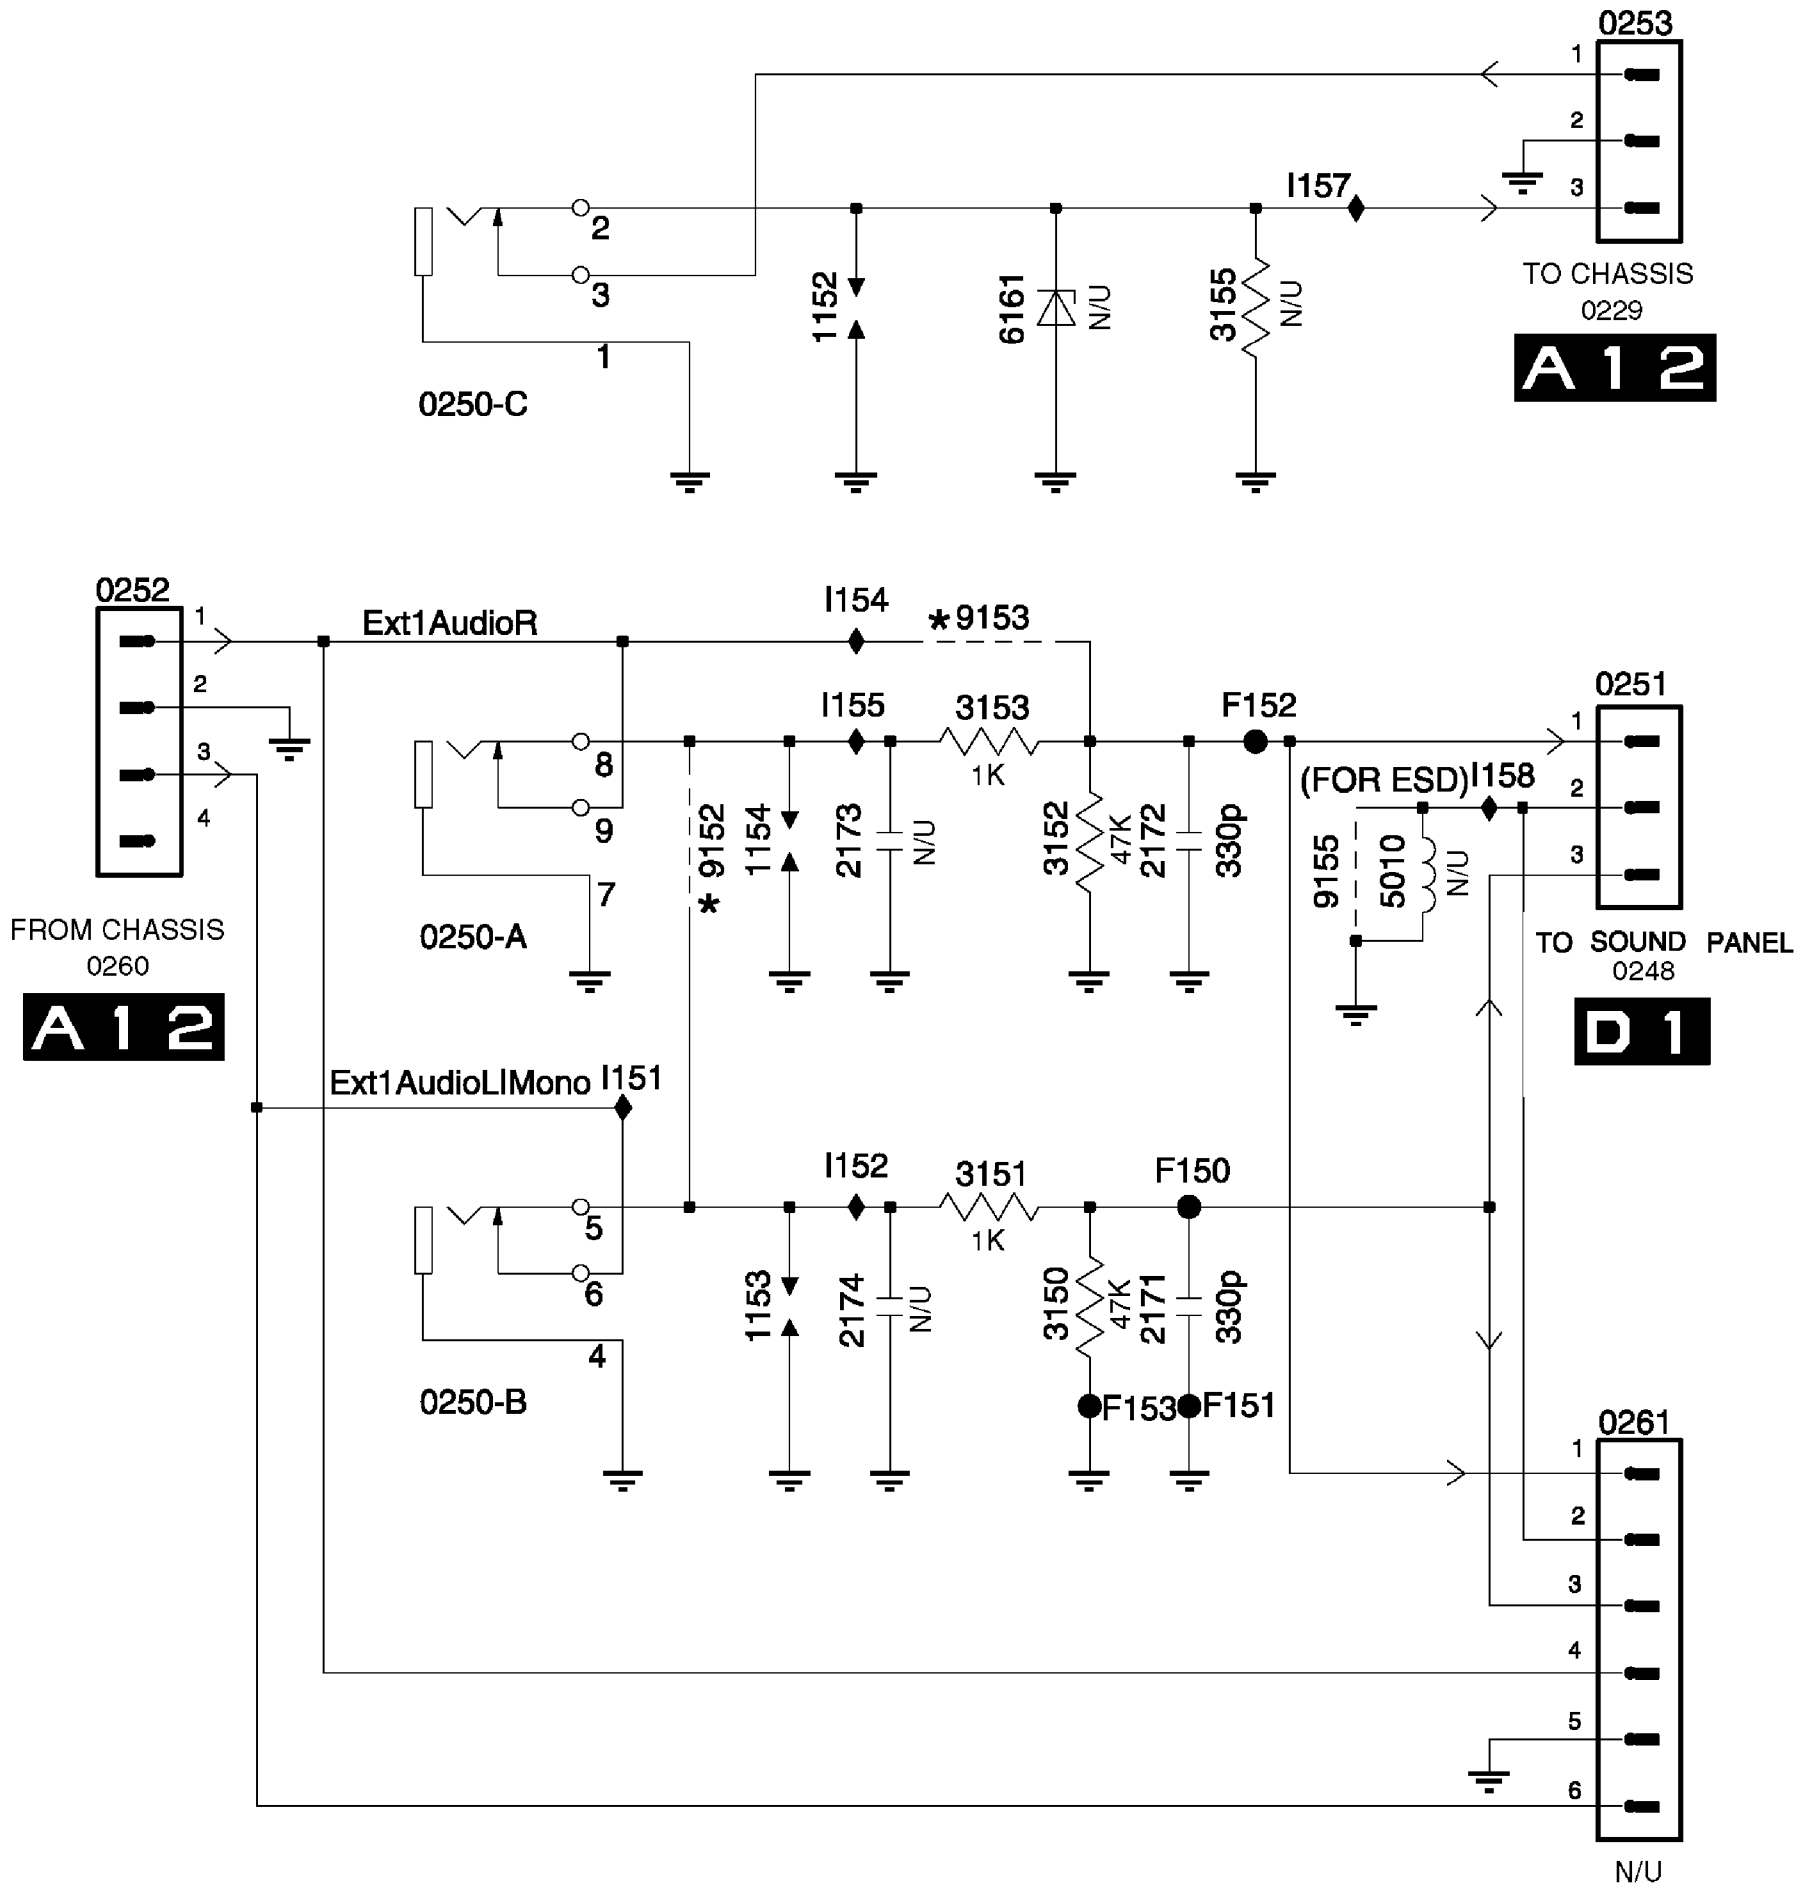 0253
1
2
3
I157
2
3
1
1152
6161
N/U
3155
N/U
TO CHASSIS
0229
A12
0250-C
0252
1
2
3
4
Ext1AudioR
I154
* 9153
I155
3153
1K
F152
0251
1
2
3
(FOR ESD)
I158
8
9
7
* 9152
1154
2173
N/U
3152
47K
2172
330p
9155
5010
N/U
0250-A
FROM CHASSIS
0260
A12
TO SOUND PANEL
0248
D1
Ext1AudioL|Mono
I151
I152
3151
1K
F150
5
6
4
1153
2174
N/U
3150
47K
2171
330p
0250-B
F153
F151
0261
1
2
3
4
5
6
N/U